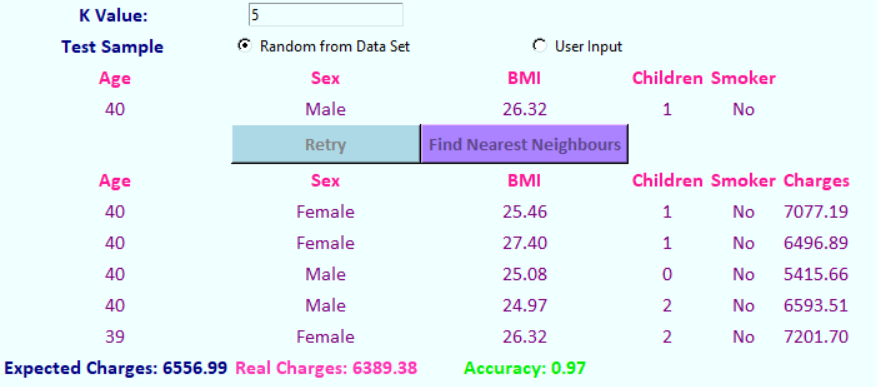 K Value: 5
Test Sample Random from Data Set User Input
Age Sex BMI Children Smoker
40 Male 26.32 1 No
Retry Find Nearest Neighbours
Age Sex BMI Children Smoker Charges
40 Female 25.46 1 No 7077.19
40 Female 27.40 1 No 6496.89
40 Male 25.08 0 No 5415.66
40 Male 24.97 2 No 6593.51
39 Female 26.32 2 No 7201.70
Expected Charges: 6556.99 Real Charges: 6389.38 Accuracy: 0.97